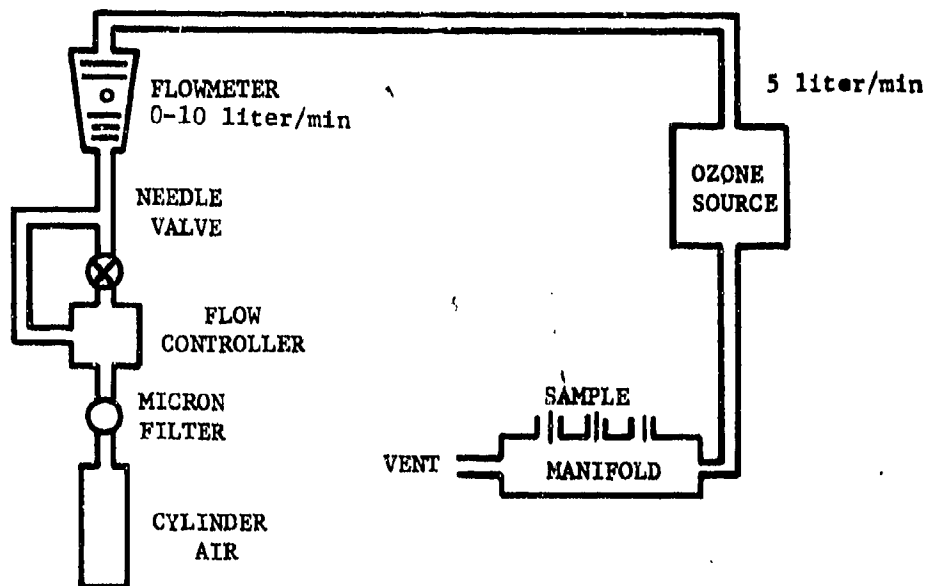 FLOWMETER
0-10 liter/min
5 liter/min
OZONE
SOURCE
NEEDLE
VALVE
FLOW
CONTROLLER
SAMPLE
MICRON
FILTER
VENT
MANIFOLD
CYLINDER
AIR